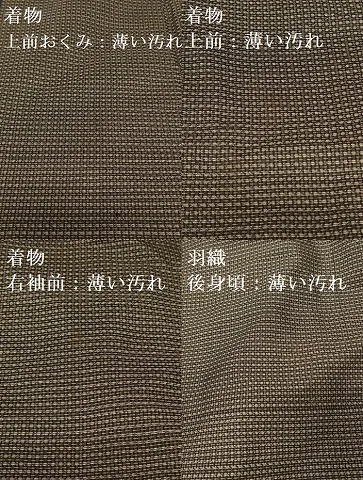 着物
上前おくみ：薄い汚れ
着物
上前：薄い汚れ
着物
右袖前：薄い汚れ
羽織
後身頃：薄い汚れ